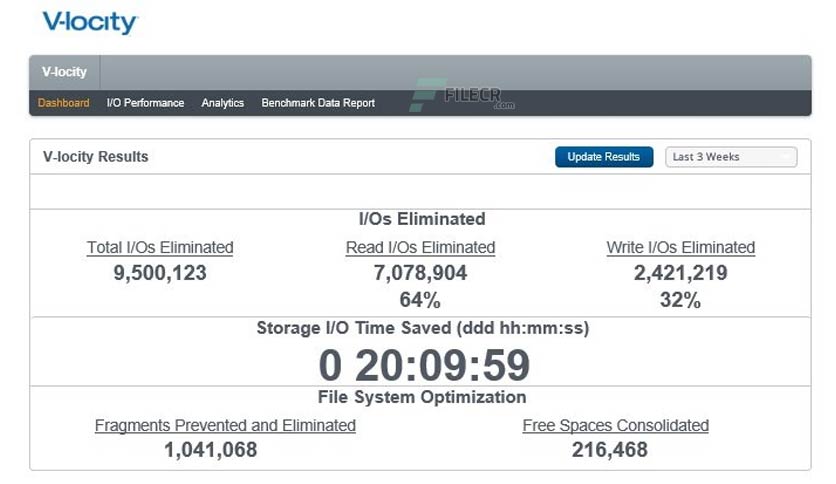 V-locity
V-locity
Dashboard I/O Performance Analytics Benchmark Data Report
FILECR
.com
V-locity Results Update Results Last 3 Weeks
I/Os Eliminated
Total I/Os Eliminated Read I/Os Eliminated Write I/Os Eliminated
9,500,123 7,078,904 2,421,219
64% 32%
Storage I/O Time Saved (ddd hh:mm:ss)
0 20:09:59
File System Optimization
Fragments Prevented and Eliminated Free Spaces Consolidated
1,041,068 216,468